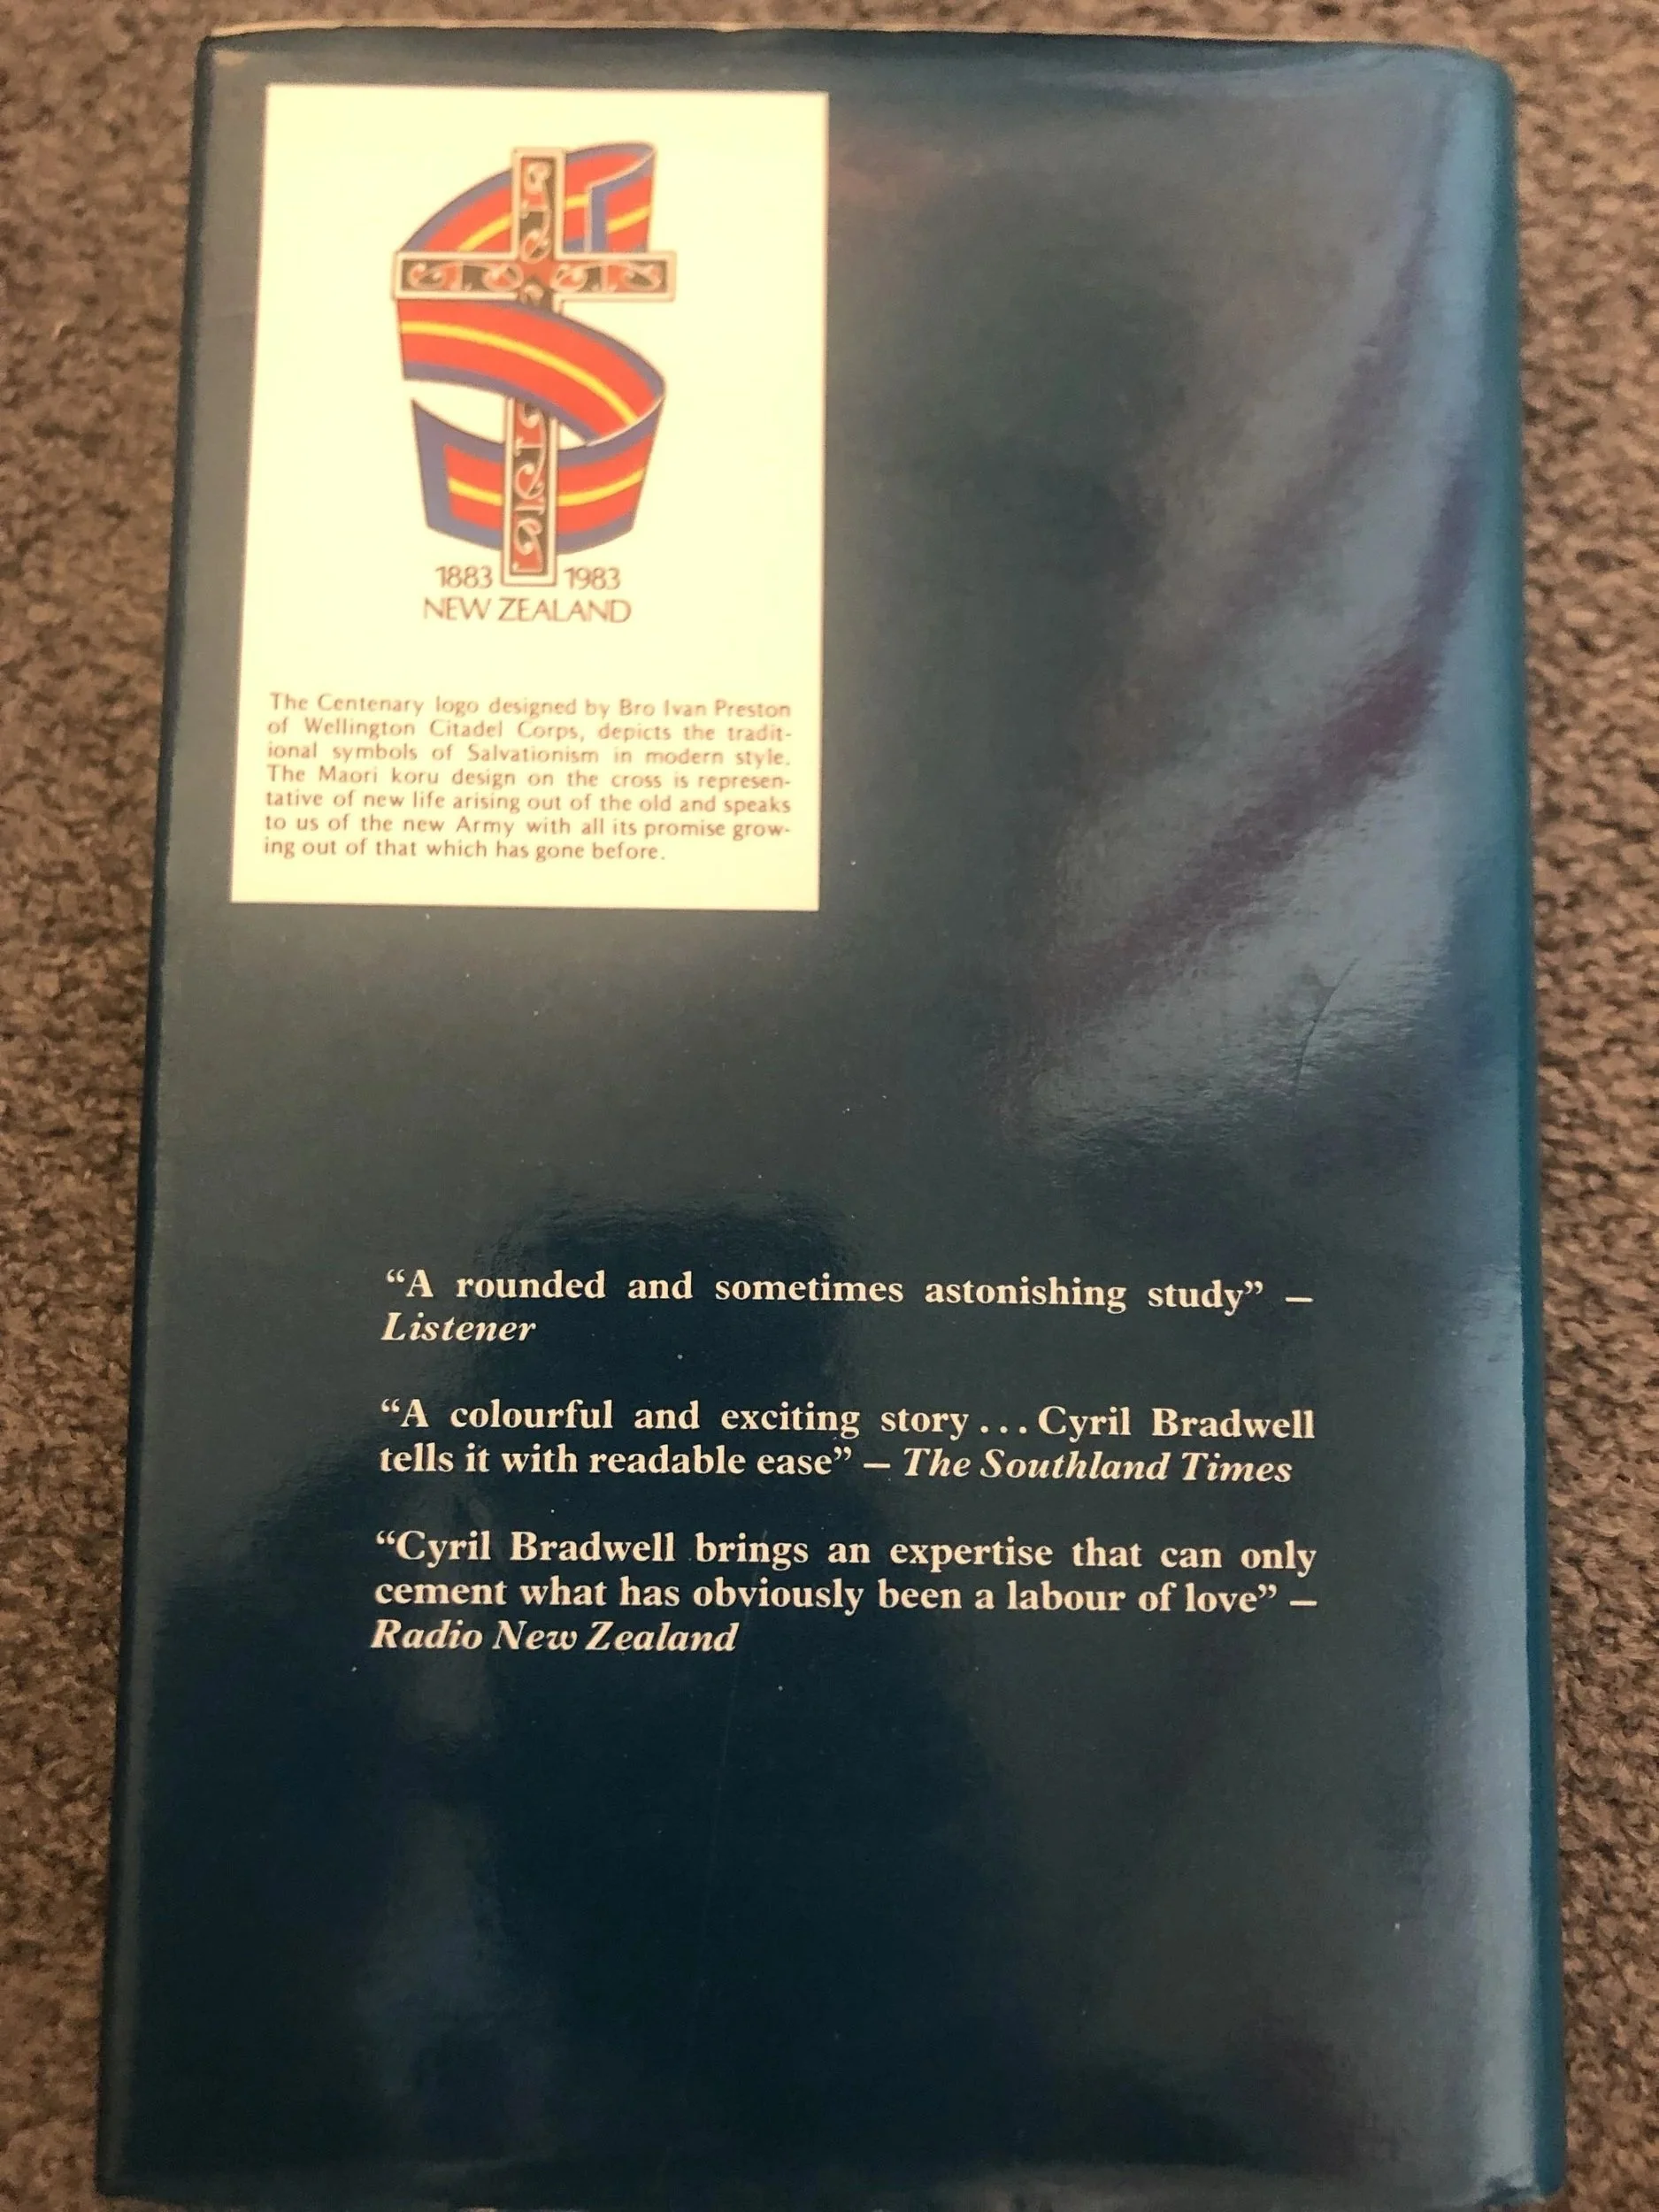 1883 1983
NEW ZEALAND
The Centenary logo designed by Bro Ivan Preston
of Wellington Citadel Corps, depicts the tradit-
ional symbols of Salvationism in modern style.
The Maori koru design on the cross is represen-
tative of new life arising out of the old and speaks
to us of the new Army with all its promise grow-
ing out of that which has gone before.
“A rounded and sometimes astonishing study” –
Listener
“A colourful and exciting story... Cyril Bradwell
tells it with readable ease” – The Southland Times
“Cyril Bradwell brings an expertise that can only
cement what has obviously been a labour of love” –
Radio New Zealand